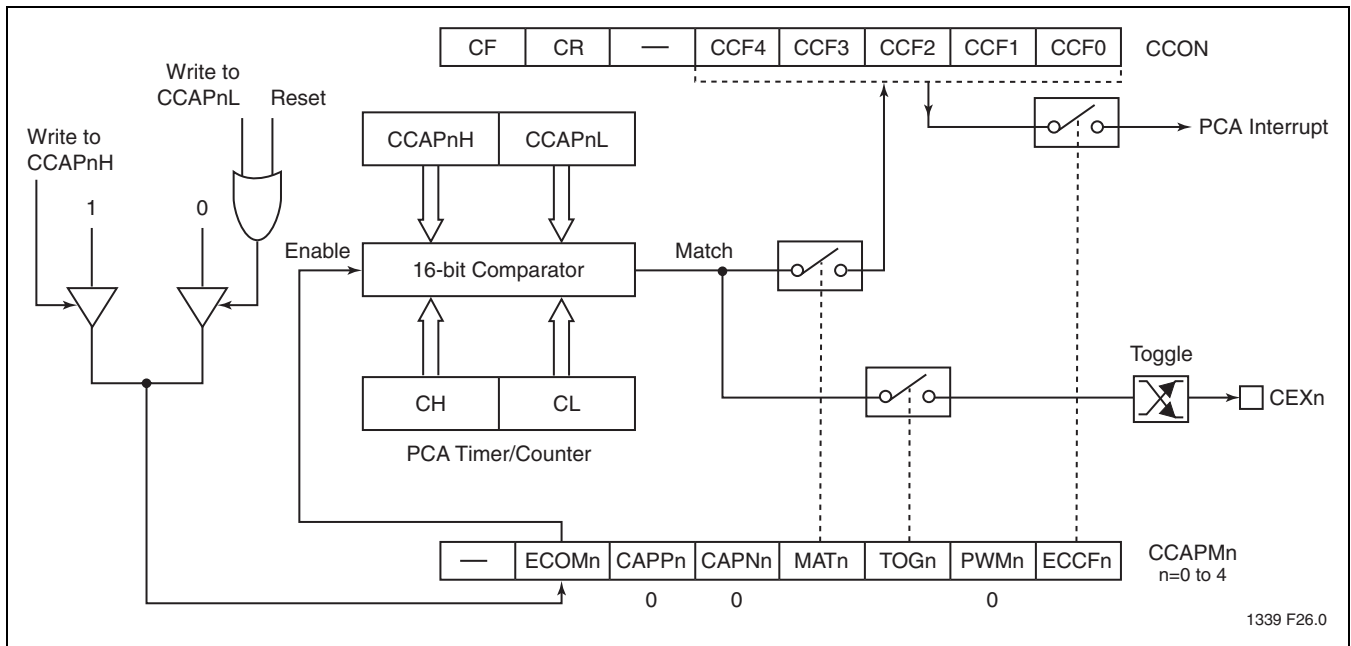 CF CR — CCF4 CCF3 CCF2 CCF1 CCF0 CCON
Write to
CCAPnL Reset
Write to
CCAPnH
CCAPnH CCAPnL
PCA Interrupt
1 0
Enable
16-bit Comparator
Match
Toggle
CH CL
CEXn
PCA Timer/Counter
— ECOMn CAPPn CAPNn MATn TOGn PWMn ECCFn CCAPMn
n=0 to 4
0 0 0
1339 F26.0